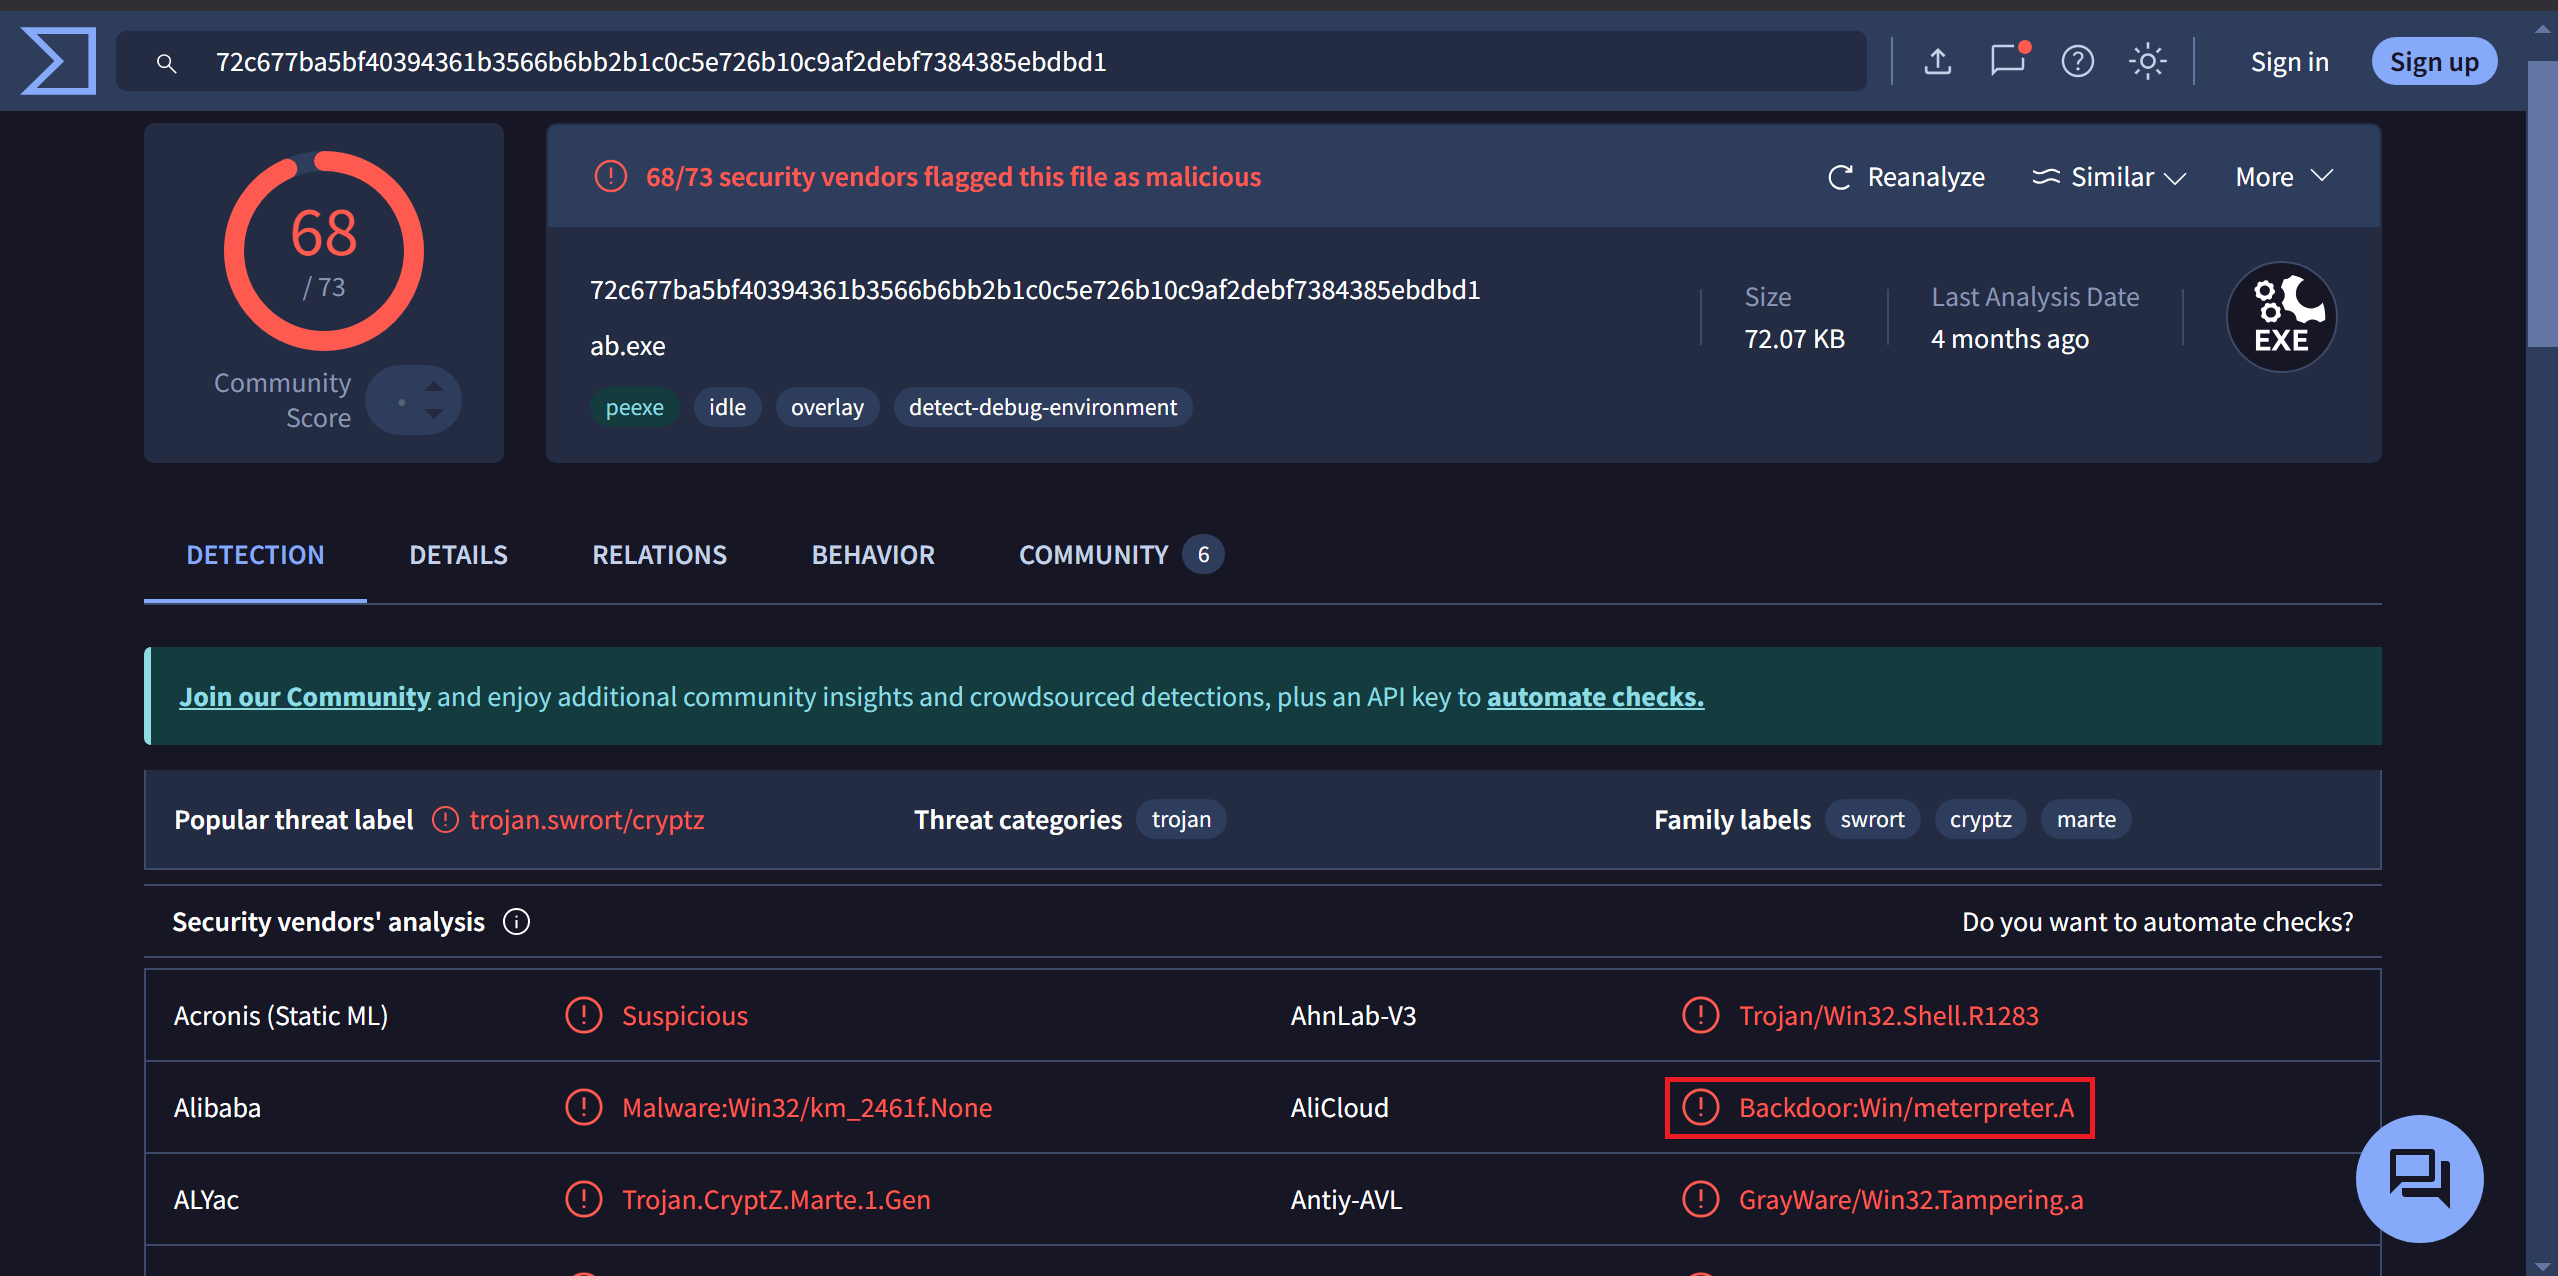 72c677ba5bf40394361b3566b6bb2b1c0c5e726b10c9af2debf7384385ebdbd1
Sign in
Sign up
68
/ 73
Community
Score
68/73 security vendors flagged this file as malicious
Reanalyze
Similar
More
72c677ba5bf40394361b3566b6bb2b1c0c5e726b10c9af2debf7384385ebdbd1
ab.exe
peexe
idle
overlay
detect-debug-environment
Size
72.07 KB
Last Analysis Date
4 months ago
EXE
DETECTION
DETAILS
RELATIONS
BEHAVIOR
COMMUNITY 6
Join our Community and enjoy additional community insights and crowdsourced detections, plus an API key to automate checks.
Popular threat label
trojan.swrort/cryptz
Threat categories
trojan
Family labels
swrort
cryptz
marte
Security vendors' analysis
Do you want to automate checks?
Acronis (Static ML)
Suspicious
AhnLab-V3
Trojan/Win32.Shell.R1283
Alibaba
Malware:Win32/km_2461f.None
AliCloud
Backdoor:Win/meterpreter.A
ALYac
Trojan.CryptZ.Marte.1.Gen
Antiy-AVL
GrayWare/Win32.Tampering.a